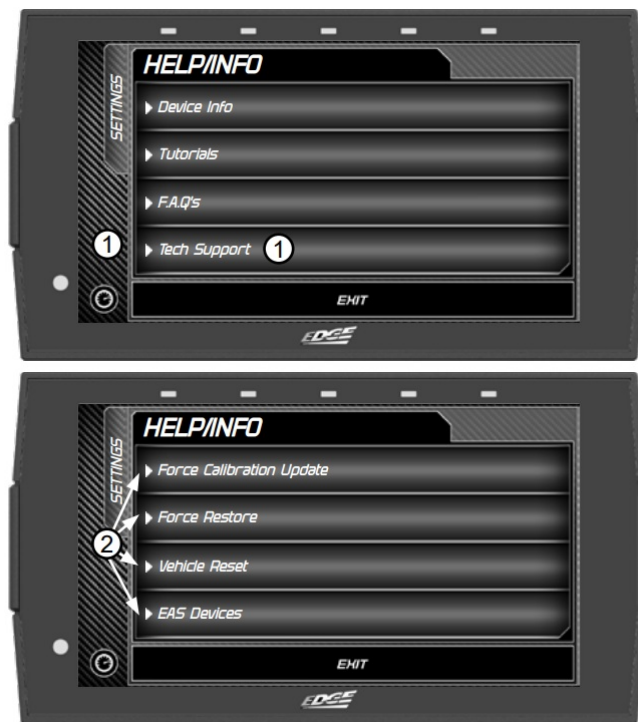 HELP/INFO
SETTINGS
Device Info
Tutorials
F.A.Q's
1
Tech Support 1
EXIT
EDGE
HELP/INFO
SETTINGS
Force Calibration Update
Force Restore
2
Vehicle Reset
EAS Devices
EXIT
EDGE